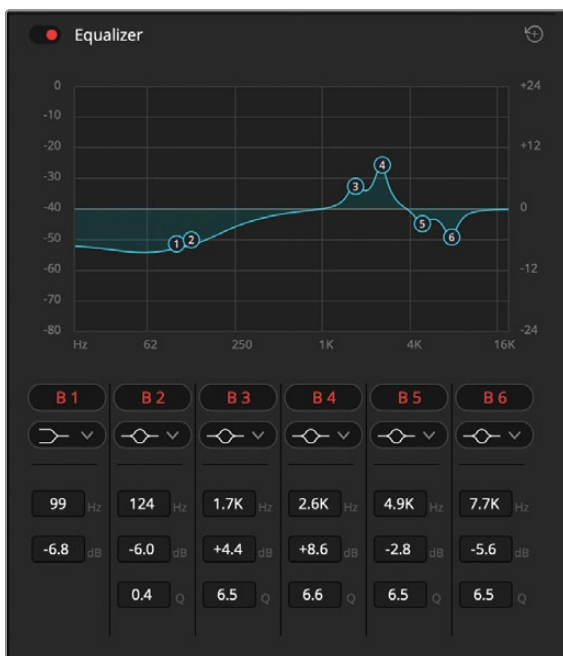 Equalizer
0 +24
-10
-20 +12
-30
-40 0
-50
-60 -12
-70
-80 -24
Hz 62 250 1K 4K 16K
1 2 3 4 5 6
B 1 B 2 B 3 B 4 B 5 B 6
99 Hz 124 Hz 1.7K Hz 2.6K Hz 4.9K Hz 7.7K Hz
-6.8 dB -6.0 dB +4.4 dB +8.6 dB -2.8 dB -5.6 dB
0.4 Q 6.5 Q 6.6 Q 6.5 Q 6.5 Q